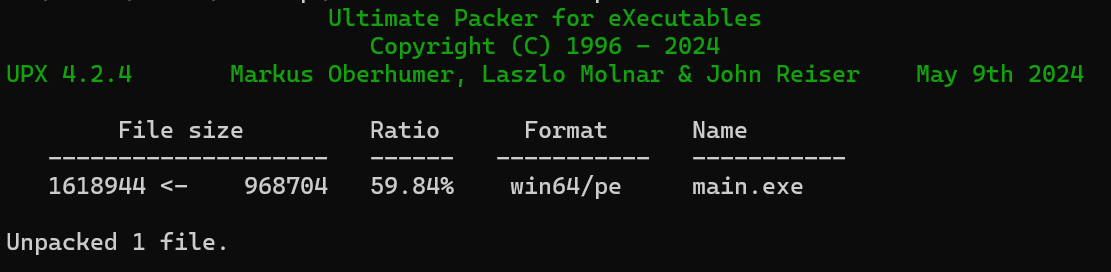 Ultimate Packer for eXecutables
Copyright (C) 1996 - 2024
UPX 4.2.4       Markus Oberhumer, Laszlo Molnar & John Reiser    May 9th 2024
File size         Ratio      Format      Name
--------------------   ------   -----------   -----------
1618944 <-    968704   59.84%    win64/pe     main.exe
Unpacked 1 file.